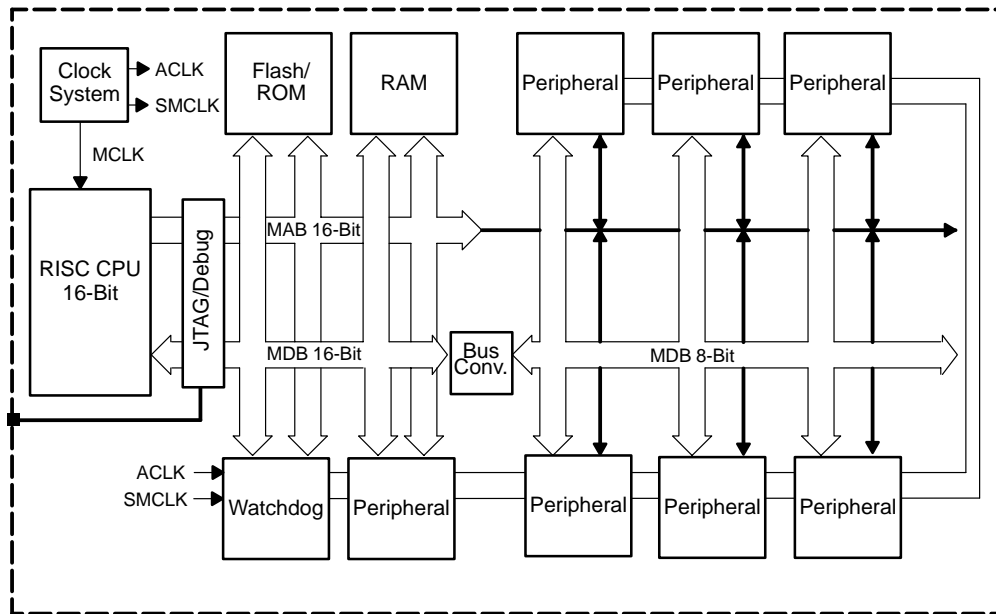 Clock
System
ACLK
SMCLK
MCLK
Flash/
ROM
RAM
Peripheral
Peripheral
Peripheral
RISC CPU
16-Bit
JTAG/Debug
MAB 16-Bit
MDB 16-Bit
Bus
Conv.
MDB 8-Bit
ACLK
SMCLK
Watchdog
Peripheral
Peripheral
Peripheral
Peripheral